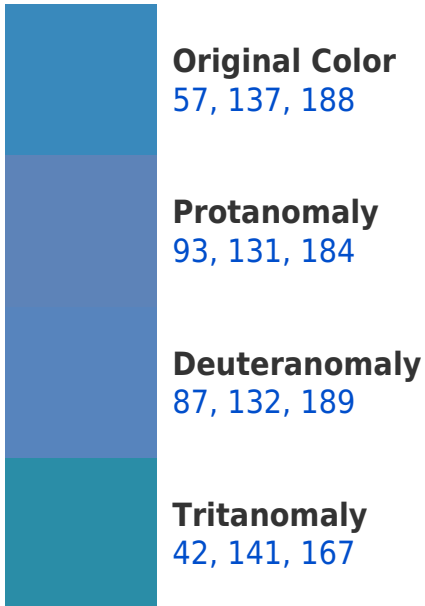 Original Color
57, 137, 188
Protanomaly
93, 131, 184
Deuteranomaly
87, 132, 189
Tritanomaly
42, 141, 167